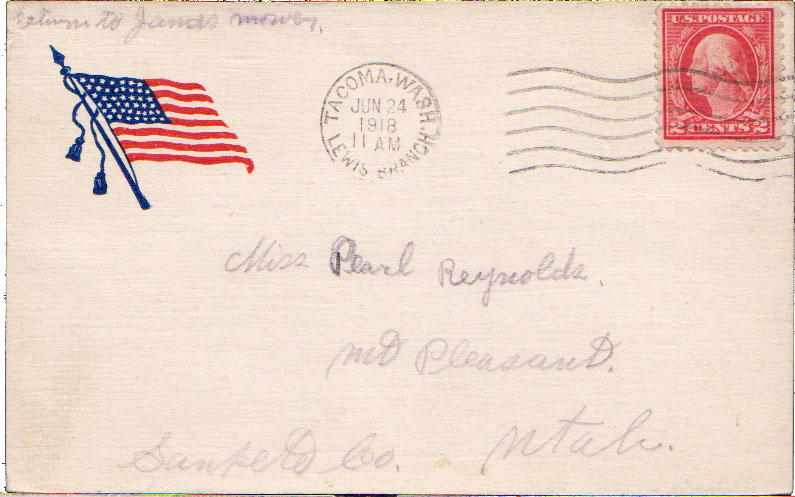 return to James mower.
U.S. POSTAGE
2 CENTS 2
TACOMA, WASH.
JUN 24
1918
11 AM
LEWIS BRANCH
Miss Pearl Reynolds.
mt Pleasant.
Utah.
Co.